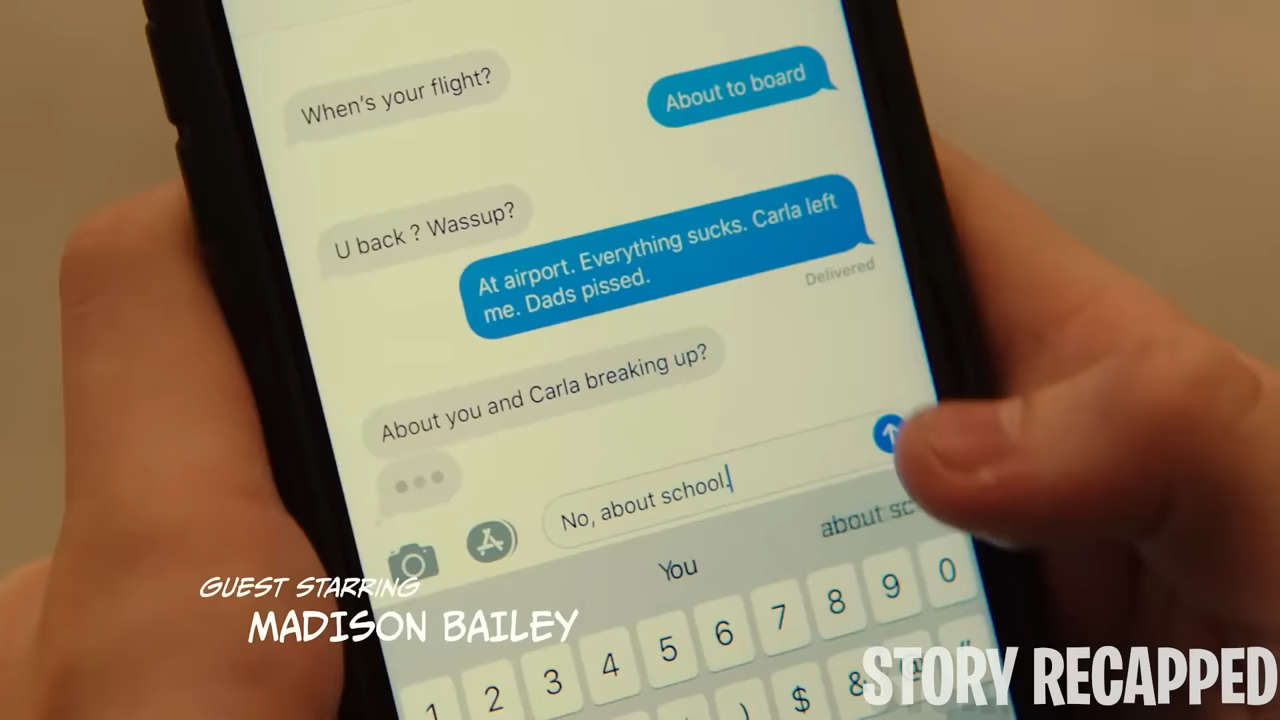 When's your flight?
About to board
U back ? Wassup?
At airport. Everything sucks. Carla left
me. Dads pissed.
Delivered
About you and Carla breaking up?
No, about school.
You
about sc
1 2 3 4 5 6 7 8 9 0
) $ & @ "
GUEST STARRING
MADISON BAILEY
STORY RECAPPED